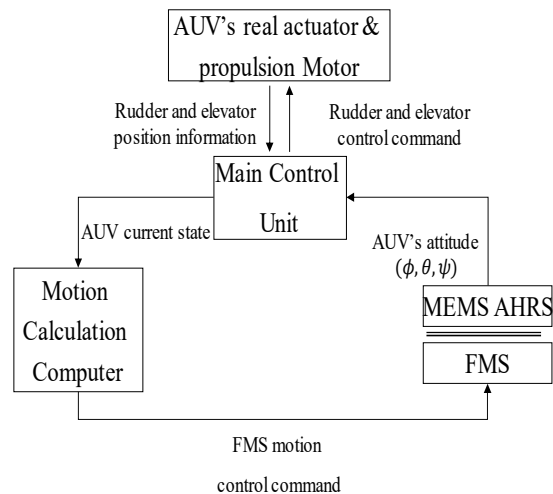 AUV's real actuator &
propulsion Motor
Rudder and elevator
position information
Rudder and elevator
control command
Main Control
Unit
AUV current state
AUV's attitude
(ϕ, θ, ψ)
Motion
Calculation
Computer
MEMS AHRS
FMS
FMS motion
control command